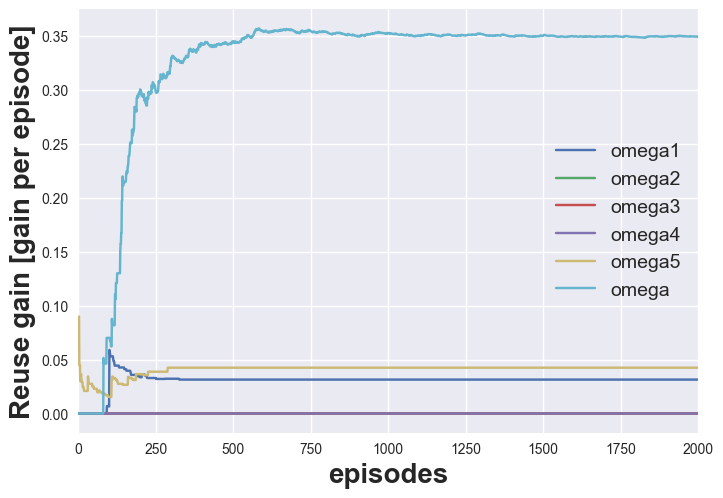 Reuse gain [gain per episode]
0.35
0.30
0.25
0.20
0.15
0.10
0.05
0.00
omega1
omega2
omega3
omega4
omega5
omega
0 250 500 750 1000 1250 1500 1750 2000
episodes